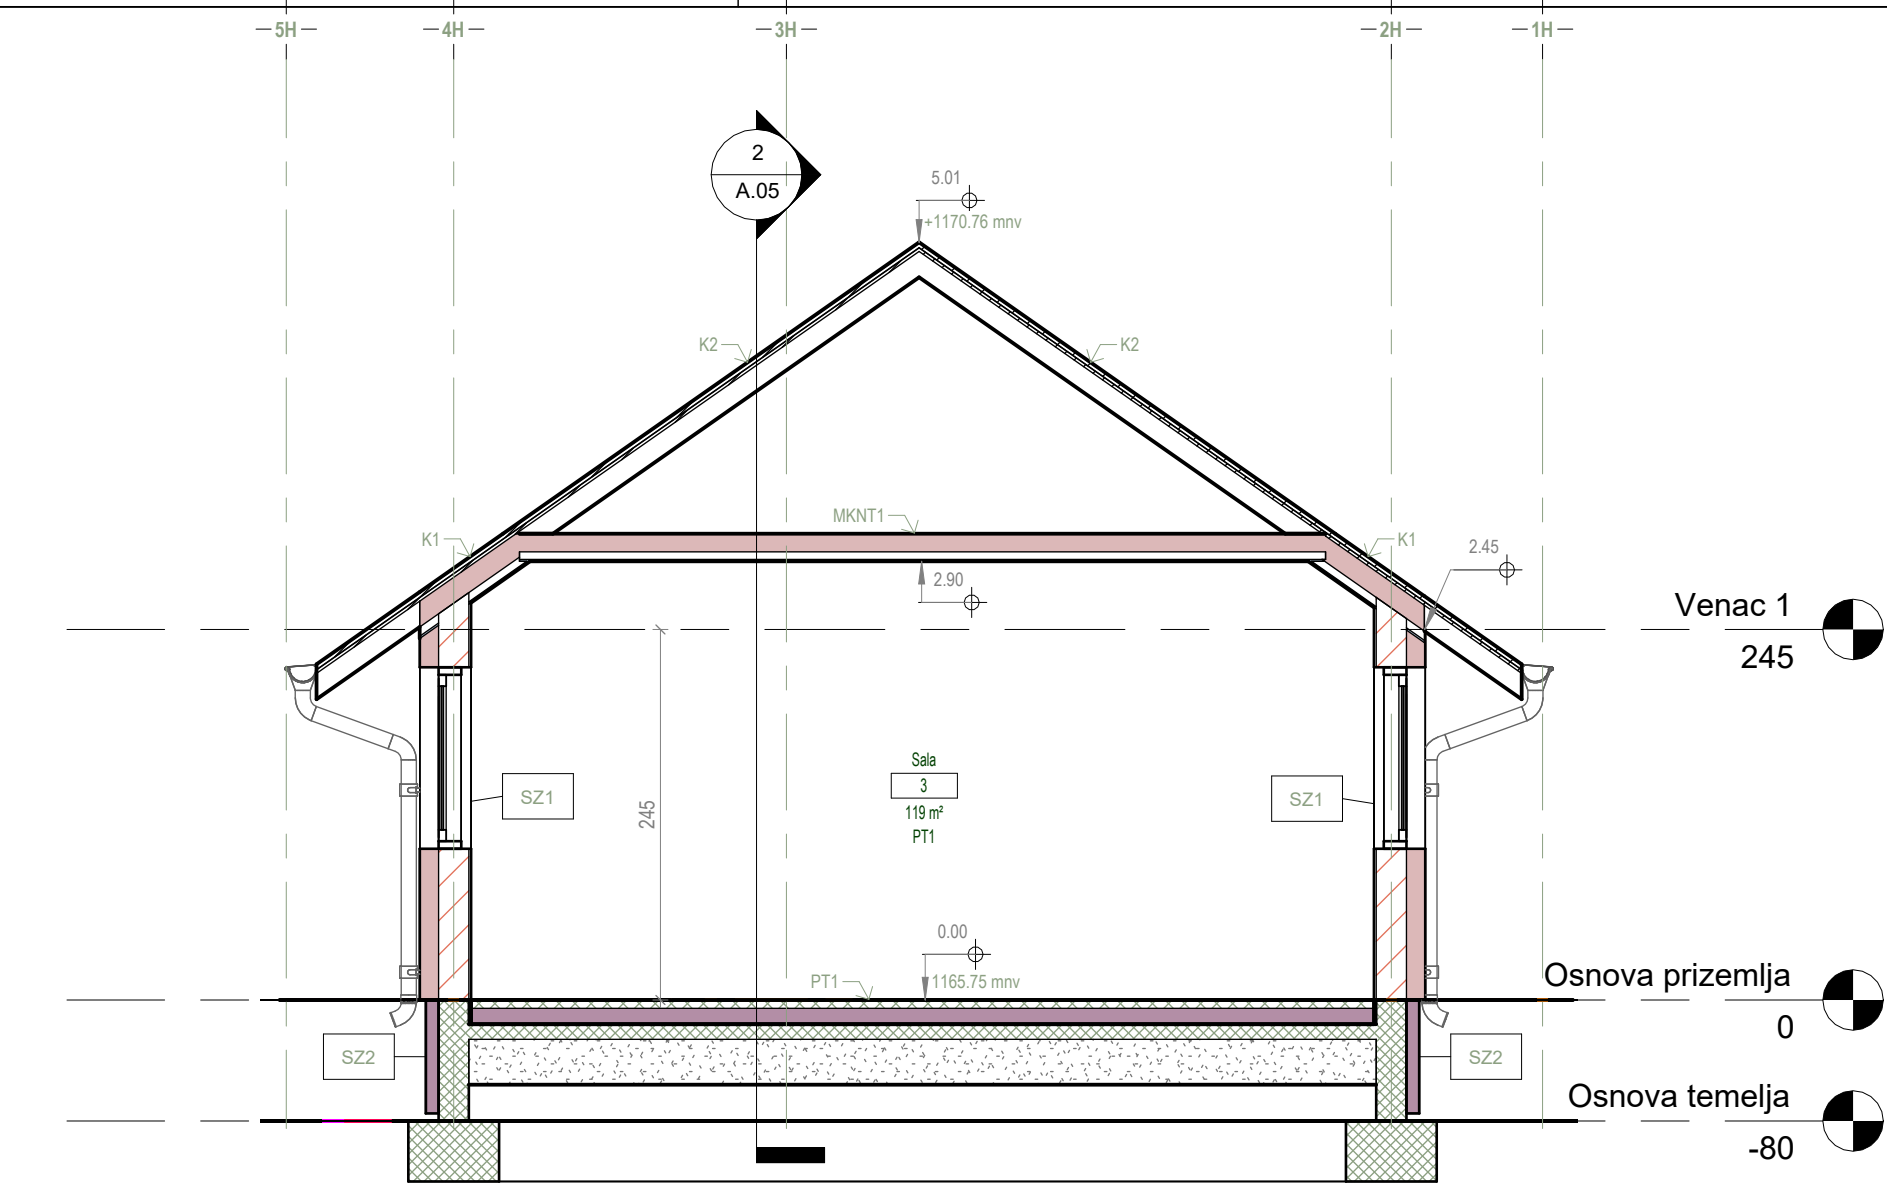 5H
4H
3H
2H
1H
2
A.05
5.01
+1170.76 mnv
K2
K2
MKNT1
K1
K1
2.45
2.90
Venac 1
245
Sala
3
119 m²
PT1
SZ1
SZ1
245
0.00
1165.75 mnv
PT1
Osnova prizemlja
0
SZ2
SZ2
Osnova temelja
-80